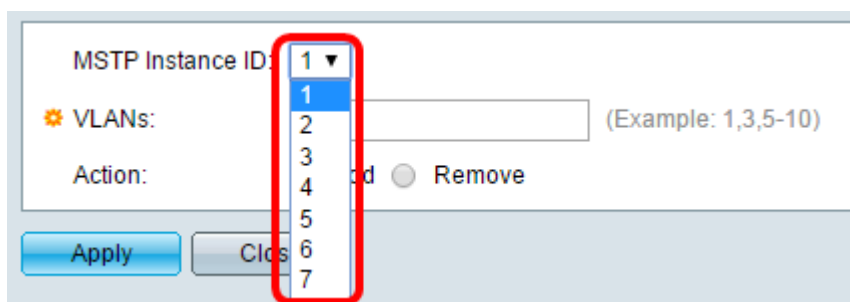 MSTP Instance ID: 1
1
VLANs: (Example: 1,3,5-10)
2
3
Action: Remove
4
5
Apply
6
7